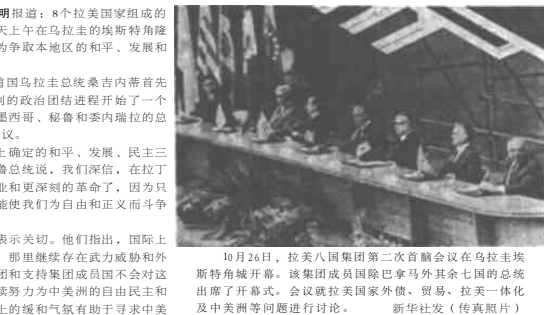 明报道：8个拉美国家组成的
天上午在乌拉圭的埃斯特角隆
为争取本地区的和平、发展和
国乌拉圭总统桑吉内蒂首先
的政治团结进程开始了一个
墨西哥、秘鲁和委内瑞拉的总
议。
上确定的和平、发展、民主三
鲁总统说，我们深信，在拉丁
业和更深刻的革命了，因为只
能使我们为自由和正义而斗争
表示关切。他们指出，国际上
那里继续存在武力威胁和外
团和支持集团成员国不会对这
续努力为中美洲的自由民主和
上的缓和气氛有助于寻求中美
10月26日，拉美八国集团第二次首脑会议在乌拉圭埃
斯特角城开幕。该集团成员国除巴拿马外其余七国的总统
出席了开幕式。会议就拉美国家外债、贸易、拉美一体化
及中美洲等问题进行讨论。 新华社发（传真照片）